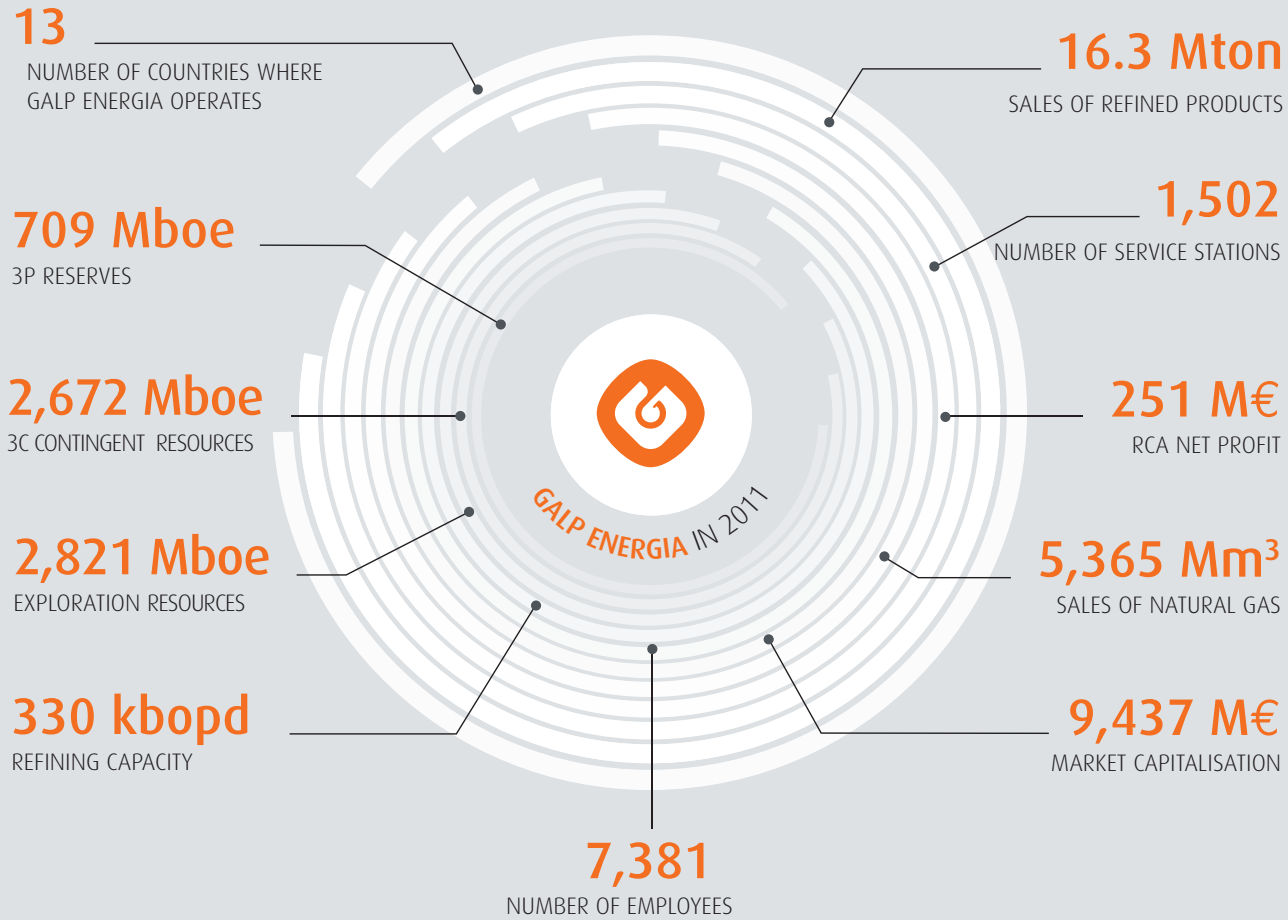 13
NUMBER OF COUNTRIES WHERE
GALP ENERGIA OPERATES
709 Mboe
3P RESERVES
2,672 Mboe
3C CONTINGENT RESOURCES
2,821 Mboe
EXPLORATION RESOURCES
330 kbopd
REFINING CAPACITY
GALP ENERGIA IN 2011
7,381
NUMBER OF EMPLOYEES
16.3 Mton
SALES OF REFINED PRODUCTS
1,502
NUMBER OF SERVICE STATIONS
251 M€
RCA NET PROFIT
5,365 Mm³
SALES OF NATURAL GAS
9,437 M€
MARKET CAPITALISATION